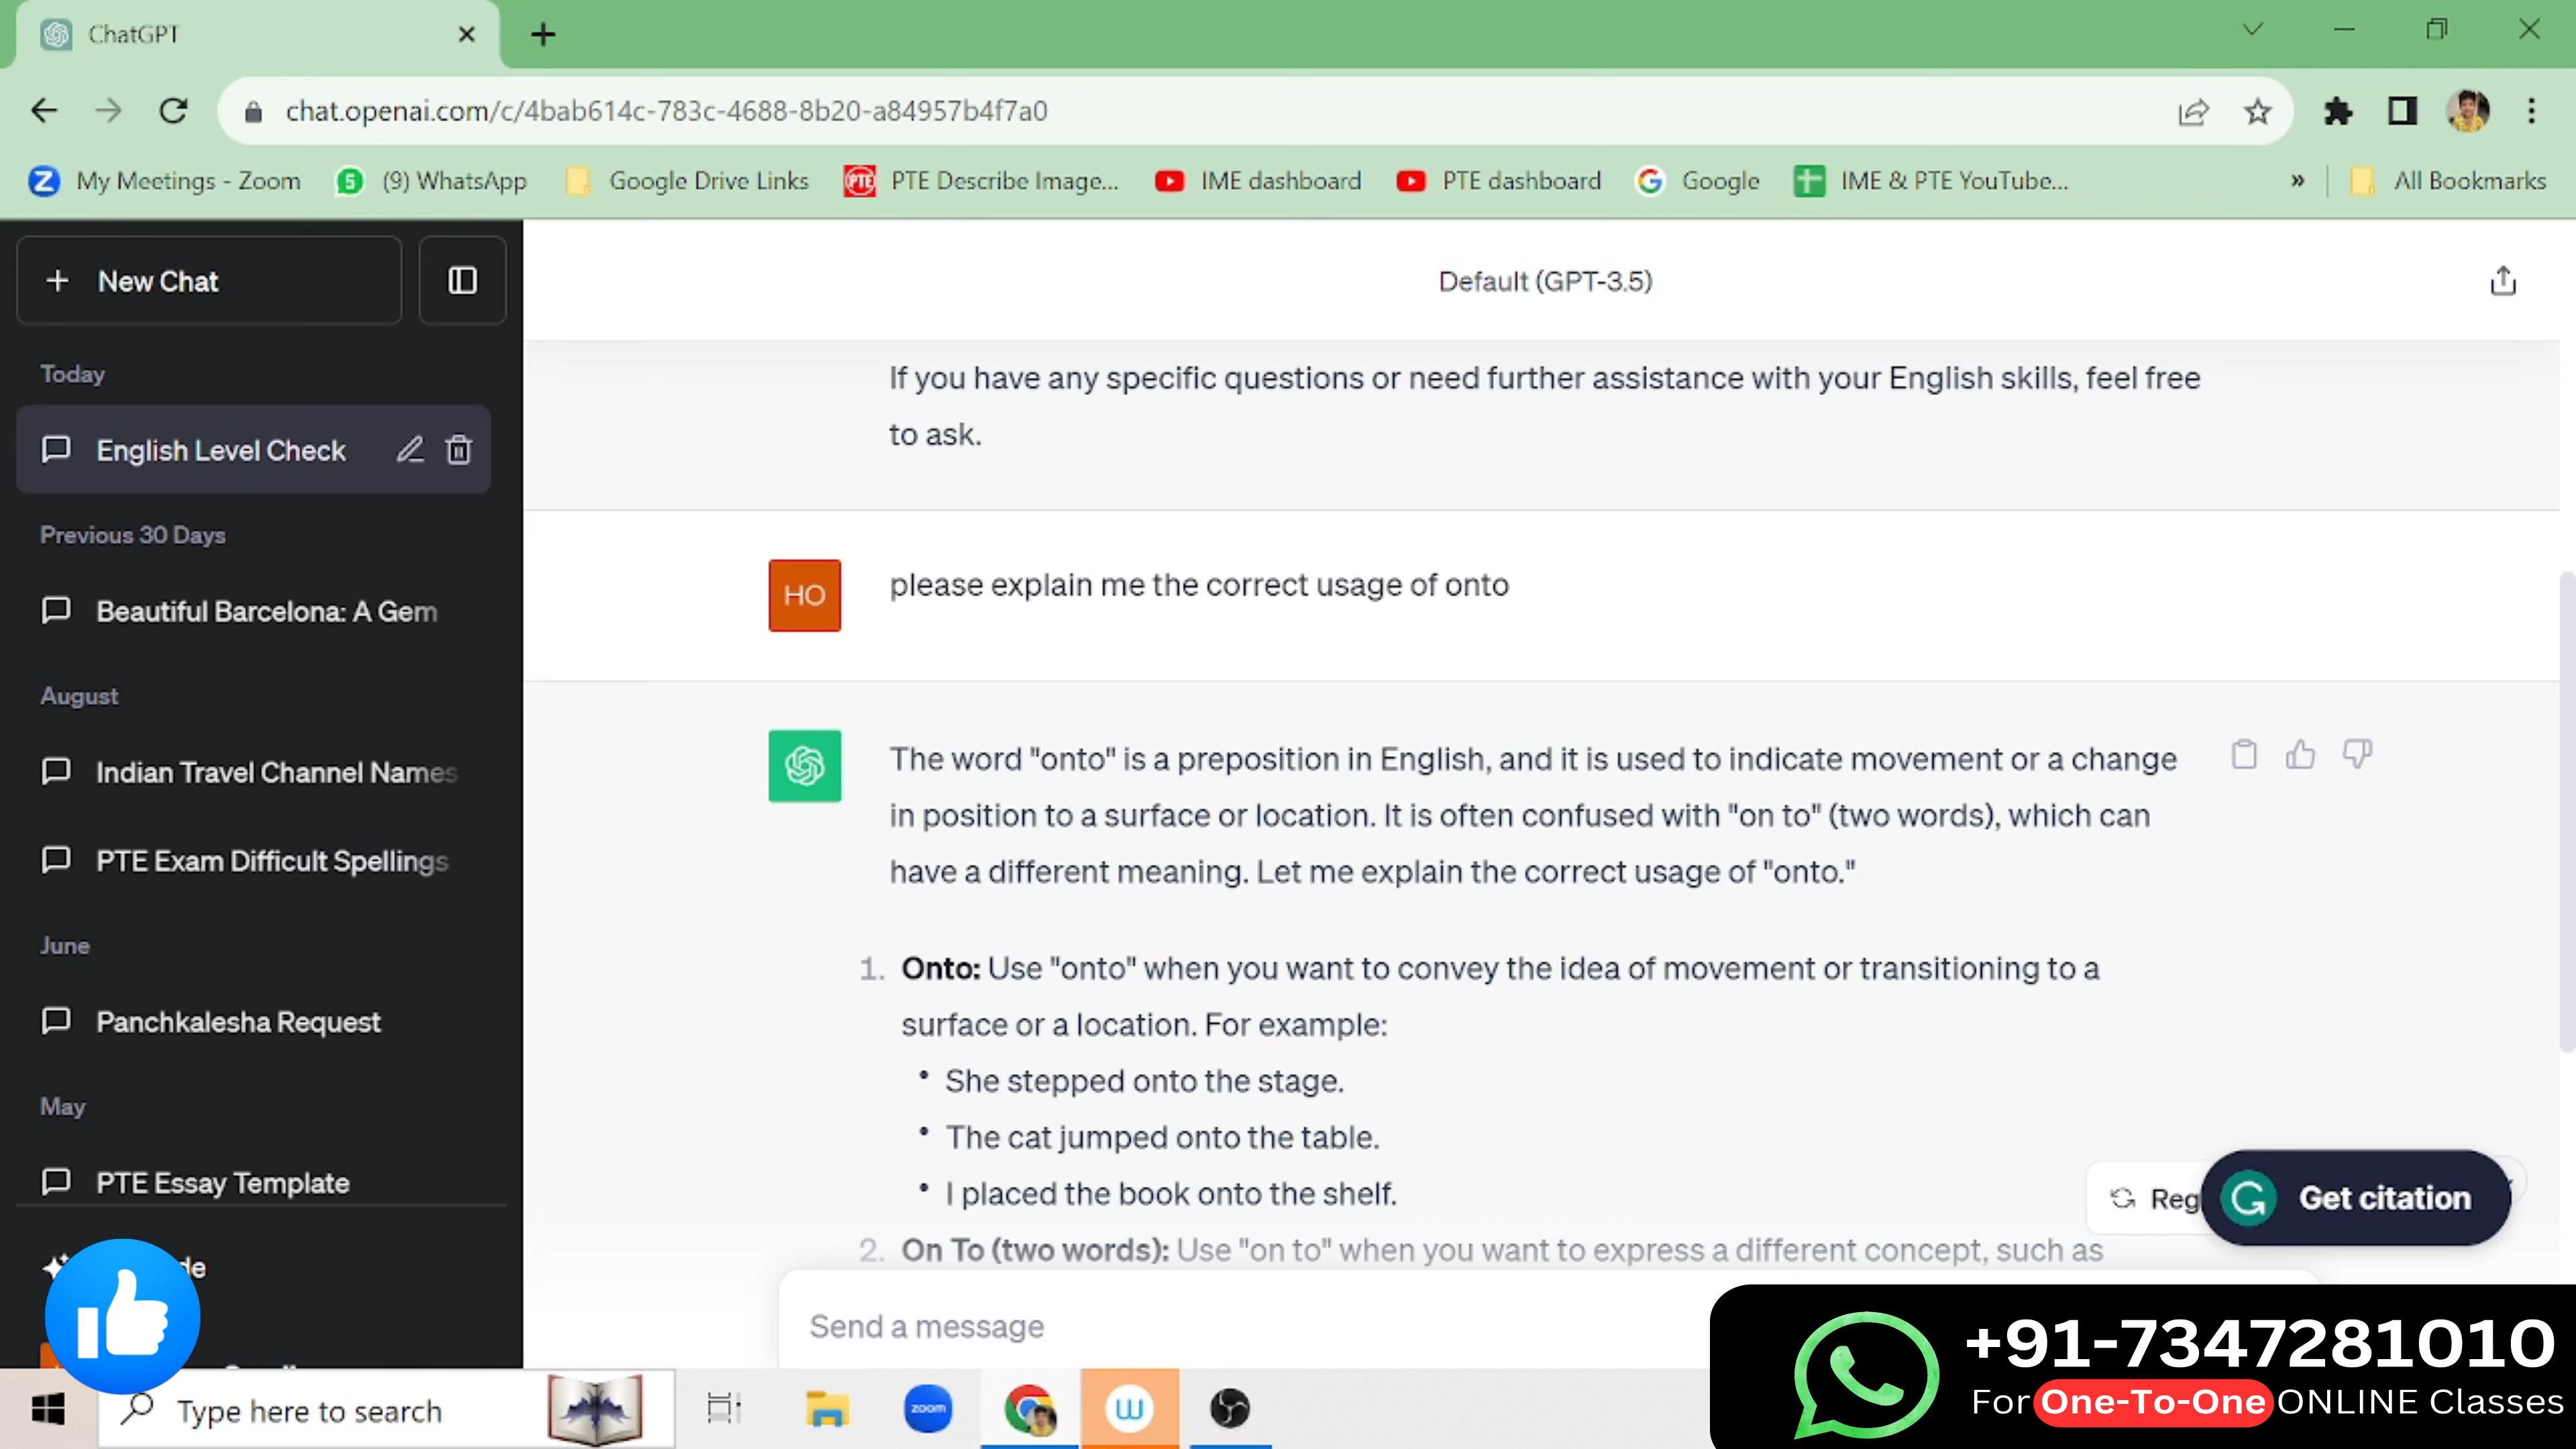 ChatGPT
chat.openai.com/c/4bab614c-783c-4688-8b20-a84957b4f7a0
My Meetings - Zoom (9) WhatsApp Google Drive Links PTE PTE Describe Image... IME dashboard PTE dashboard Google IME & PTE YouTube... » All Bookmarks
New Chat
Default (GPT-3.5)
Today
English Level Check
Previous 30 Days
Beautiful Barcelona: A Gem
August
Indian Travel Channel Names
PTE Exam Difficult Spellings
June
Panchkalesha Request
May
PTE Essay Template
If you have any specific questions or need further assistance with your English skills, feel free
to ask.
HO
please explain me the correct usage of onto
The word "onto" is a preposition in English, and it is used to indicate movement or a change
in position to a surface or location. It is often confused with "on to" (two words), which can
have a different meaning. Let me explain the correct usage of "onto."
1. Onto: Use "onto" when you want to convey the idea of movement or transitioning to a
surface or a location. For example:
• She stepped onto the stage.
• The cat jumped onto the table.
• I placed the book onto the shelf.
Reg
Get citation
2. On To (two words): Use "on to" when you want to express a different concept, such as
Send a message
+91-7347281010
For One-To-One ONLINE Classes
Type here to search
zoom